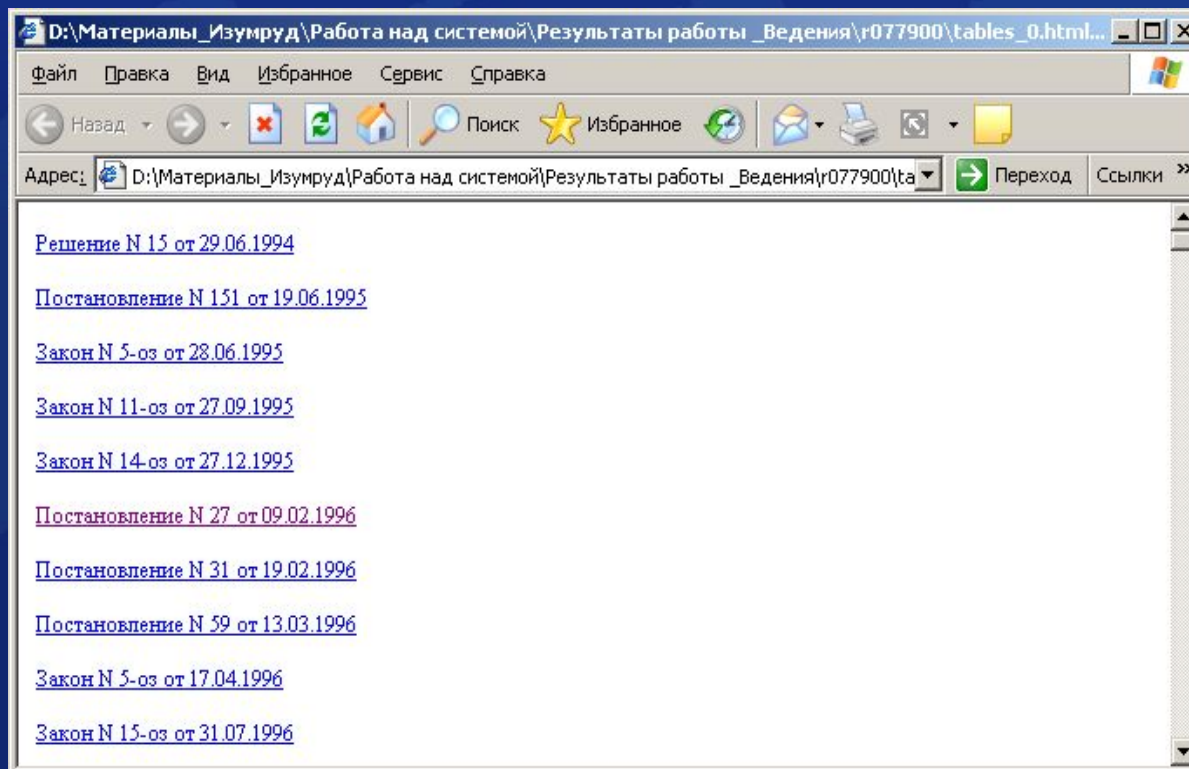 D:\Материалы_Изумруд\Работа над системой\Результаты работы _Ведения\r077900\tables_0.html...
Файл Правка Вид Избранное Сервис Справка
Назад Поиск Избранное
Адрес: D:\Материалы_Изумруд\Работа над системой\Результаты работы _Ведения\r077900\ta Переход Ссылки »
Решение N 15 от 29.06.1994
Постановление N 151 от 19.06.1995
Закон N 5-оз от 28.06.1995
Закон N 11-оз от 27.09.1995
Закон N 14-оз от 27.12.1995
Постановление N 27 от 09.02.1996
Постановление N 31 от 19.02.1996
Постановление N 59 от 13.03.1996
Закон N 5-оз от 17.04.1996
Закон N 15-оз от 31.07.1996